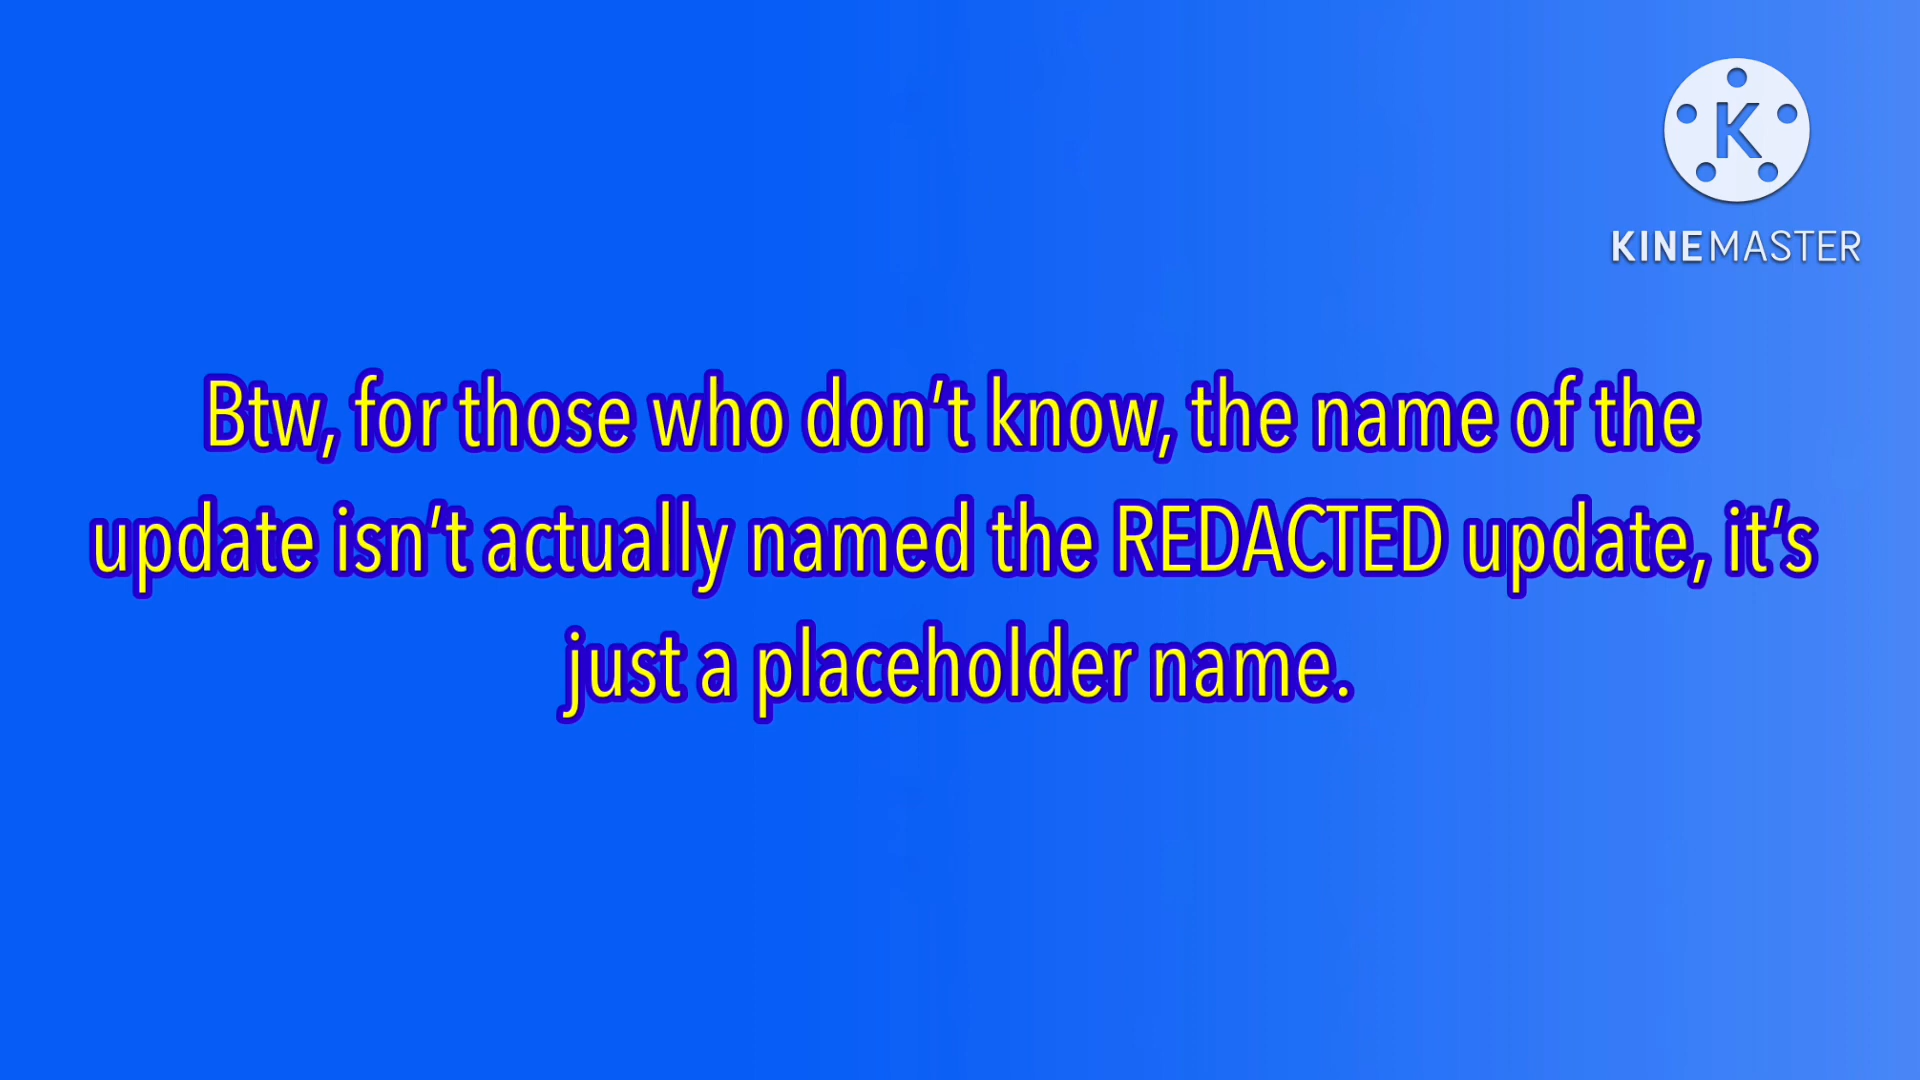 K
KINEMASTER
Btw, for those who don’t know, the name of the
update isn’t actually named the REDACTED update, it’s
just a placeholder name.